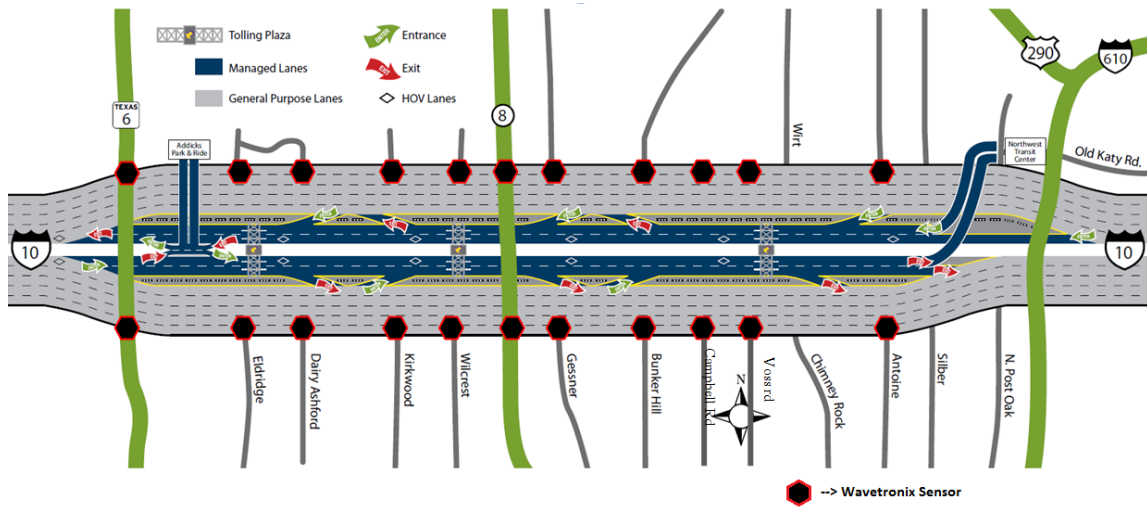 Tolling Plaza
ENTER
Entrance
Managed Lanes
EXIT
Exit
General Purpose Lanes
HOV Lanes
TEXAS
6
8
290
610
Addicks
Park & Ride
Wirt
Northwest
Transit
Center
Old Katy Rd.
10
10
Eldridge
Dairy Ashford
Kirkwood
Wilcrest
Gessner
Bunker Hill
Campbell Rd
Voss rd
Chimney Rock
Antoine
Silber
N. Post Oak
N
--> Wavetronix Sensor